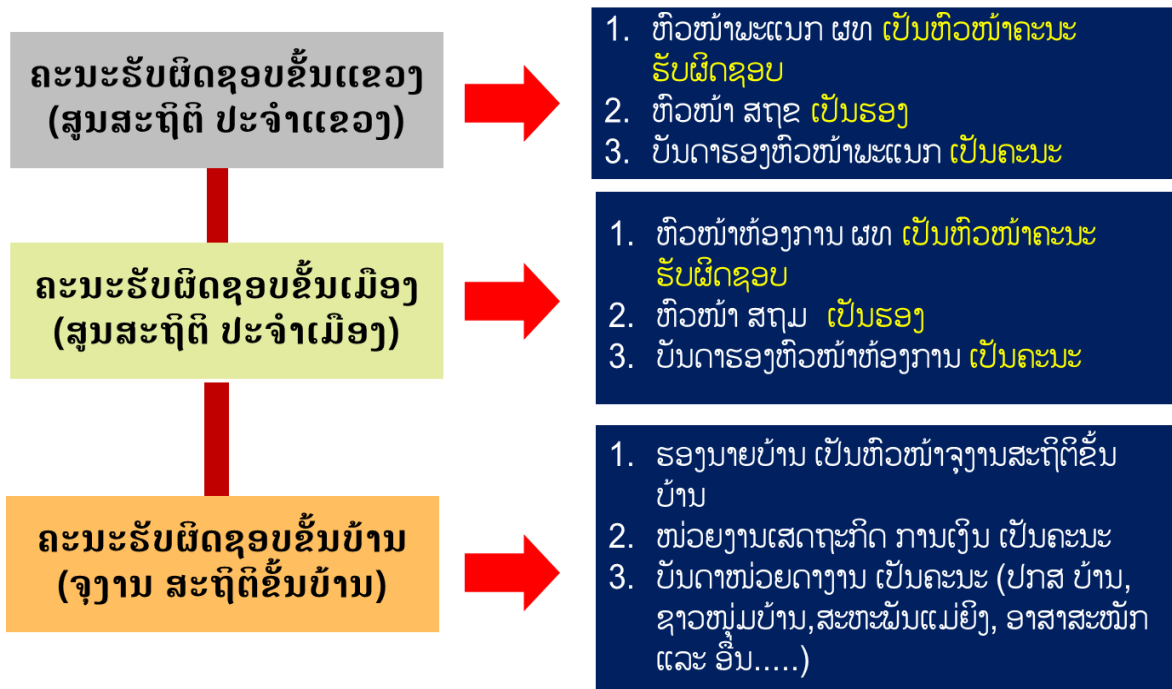 ຄະນະຮັບຜິດຊອບຂັ້ນແຂວງ
(ສູນສະຖິຕິ ປະຈຳແຂວງ)
1. ຫົວໜ້າພະແນກ ຜທ ເປັນຫົວໜ້າຄະນະ
ຮັບຜິດຊອບ
2. ຫົວໜ້າ ສຖຂ ເປັນຮອງ
3. ບັນດາຮອງຫົວໜ້າພະແນກ ເປັນຄະນະ
ຄະນະຮັບຜິດຊອບຂັ້ນເມືອງ
(ສູນສະຖິຕິ ປະຈຳເມືອງ)
1. ຫົວໜ້າຫ້ອງການ ຜທ ເປັນຫົວໜ້າຄະນະ
ຮັບຜິດຊອບ
2. ຫົວໜ້າ ສຖມ ເປັນຮອງ
3. ບັນດາຮອງຫົວໜ້າຫ້ອງການ ເປັນຄະນະ
ຄະນະຮັບຜິດຊອບຂັ້ນບ້ານ
(ຈຸງານ ສະຖິຕິຂັ້ນບ້ານ)
1. ຮອງນາຍບ້ານ ເປັນຫົວໜ້າຈຸງານສະຖິຕິຂັ້ນ
ບ້ານ
2. ໜ່ວຍງານເສດຖະກິດ ການເງິນ ເປັນຄະນະ
3. ບັນດາໜ່ວຍດາງານ ເປັນຄະນະ (ປກສ ບ້ານ,
ຊາວໜຸ່ມບ້ານ,ສະຫະພັນແມ່ຍິງ, ອາສາສະໝັກ
ແລະ ອື່ນ.....)